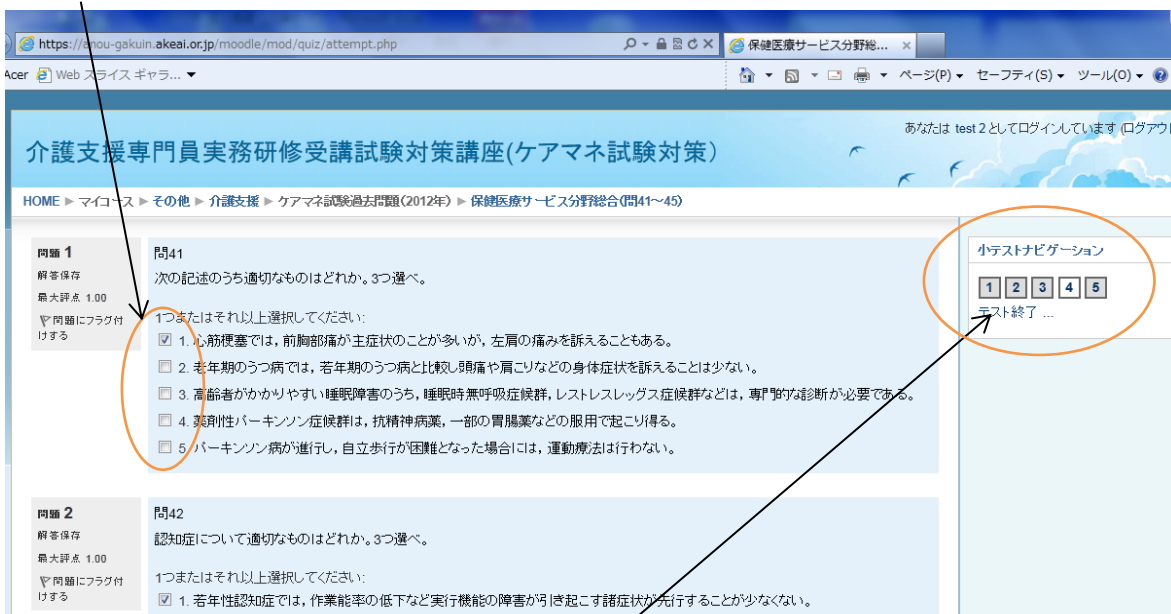 https://anou-gakuin.akeai.or.jp/moodle/mod/quiz/attempt.php
保健医療サービス分野総...
Acer Web スライス ギャラ... ▼
ページ(P) セーフティ(S) ツール(O)
あなたは test 2 としてログインしています (ログアウ
介護支援専門員実務研修受講試験対策講座(ケアマネ試験対策)
HOME ▶ マイコース ▶ その他 ▶ 介護支援 ▶ ケアマネ試験過去問題(2012年) ▶ 保健医療サービス分野総合(問41～45)
問題 1
解答保存
最大評点 1.00
問題にフラグ付けする
問41
次の記述のうち適切なものはどれか。3つ選べ。
1つまたはそれ以上選択してください:
1. 心筋梗塞では，前胸部痛が主症状のことが多いが，左肩の痛みを訴えることもある。
2. 老年期のうつ病では，若年期のうつ病と比較し頭痛や肩こりなどの身体症状を訴えることは少ない。
3. 高齢者がかかりやすい睡眠障害のうち，睡眠時無呼吸症候群，レストレスレッグス症候群などは，専門的な診断が必要である。
4. 薬剤性パーキンソン症候群は，抗精神病薬，一部の胃腸薬などの服用で起こり得る。
5. パーキンソン病が進行し，自立歩行が困難となった場合には，運動療法は行わない。
小テストナビゲーション
1 2 3 4 5
テスト終了 ...
問題 2
解答保存
最大評点 1.00
問題にフラグ付けする
問42
認知症について適切なものはどれか。3つ選べ。
1つまたはそれ以上選択してください:
1. 若年性認知症では，作業能率の低下など実行機能の障害が引き起こす諸症状が先行することが少なくない。